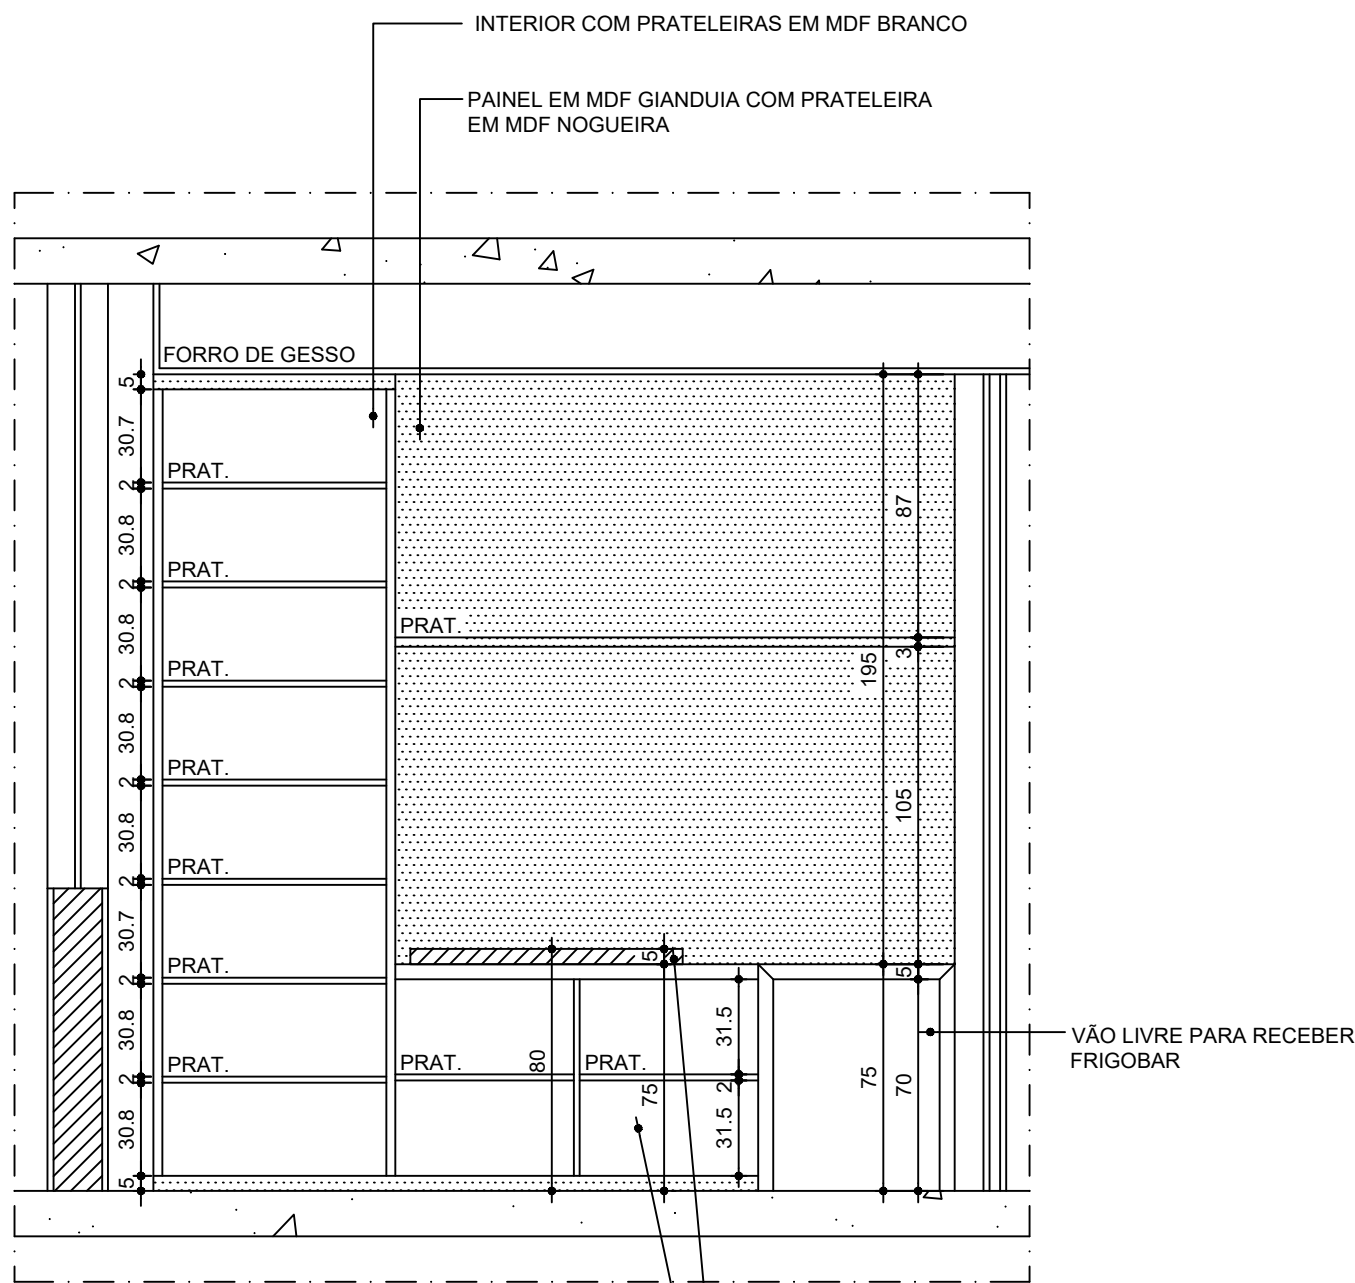 INTERIOR COM PRATELEIRAS EM MDF BRANCO
PAINEL EM MDF GIANDUIA COM PRATELEIRA
EM MDF NOGUEIRA
FORRO DE GESSO
5
30.7
PRAT.
2
30.8
PRAT.
2
30.8
PRAT.
2
30.8
PRAT.
2
30.8
PRAT.
2
30.7
PRAT.
2
30.8
PRAT.
2
30.8
5
PRAT.
87
3
195
105
5
5
PRAT.
PRAT.
80
75
31.5
2
31.5
75
70
VÃO LIVRE PARA RECEBER
FRIGOBAR